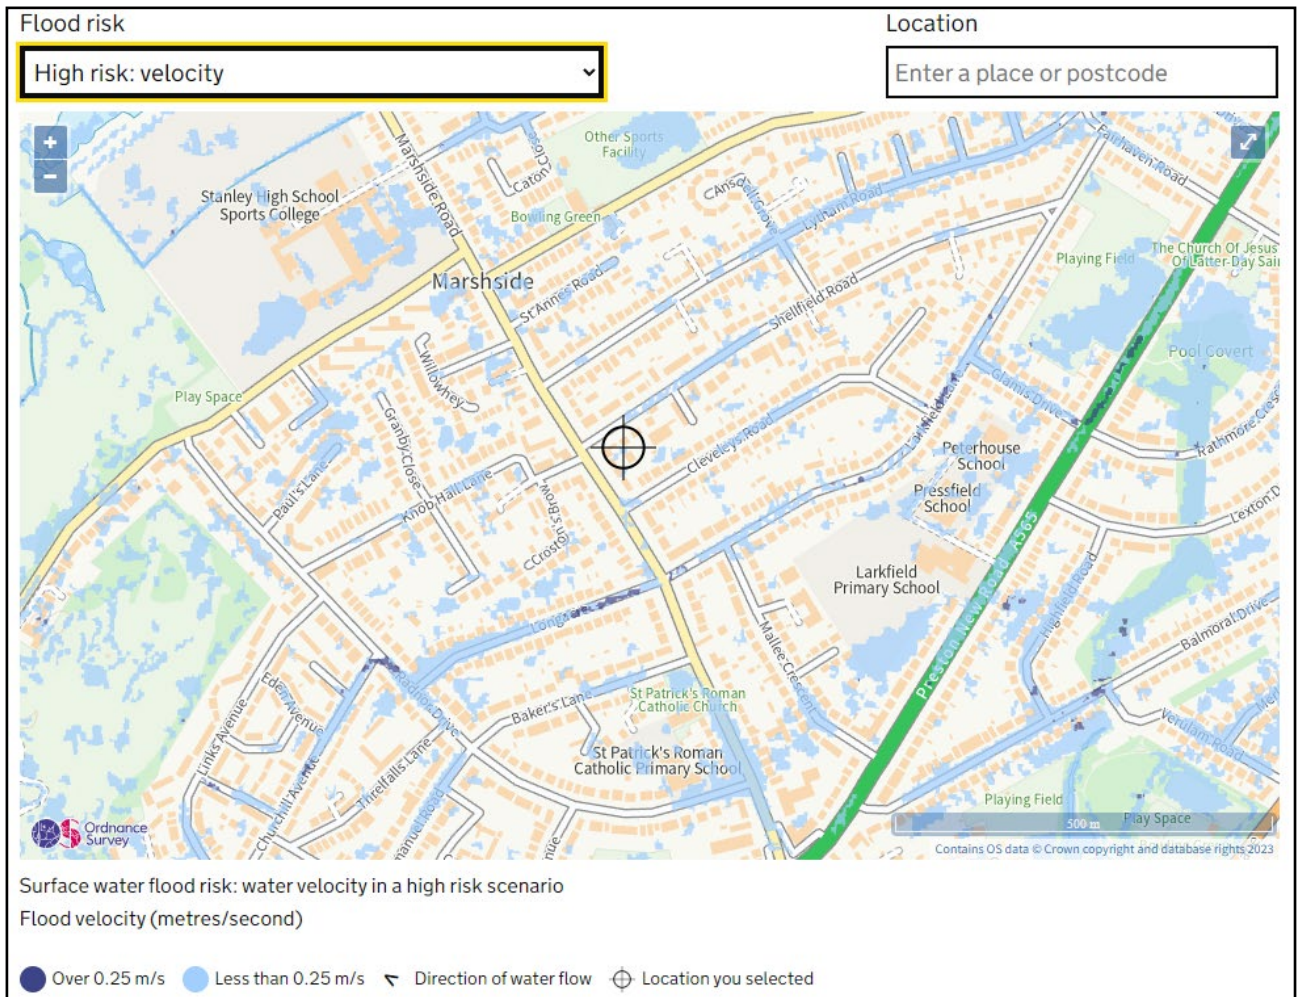 Flood risk
Location
High risk: velocity
Enter a place or postcode
+
−
Marshside Road
Caton Close
Other Sports
Facility
Fairhaven Road
Stanley High School
Sports College
Bowling Green
Ansdell Grove
Lytham Road
Playing Field
The Church Of Jesus
Of Latter-Day Sai
Marshside
St Anne's Road
Shellfield Road
Willowhey
Pool Covert
Play Space
Glamis Drive
Granby Close
Larkfield Lane
Rathmore Cresc
Cleveleys Road
Peterhouse
School
Paul's Lane
Knob Hall Lane
Pressfield
School
Lexton D
Croston's Brow
Preston New Road A565
Larkfield
Primary School
Highfield Road
Balmoral Drive
Mallee Crescent
Radnor Drive
Eden Avenue
Baker's Lane
St Patrick's Roman
Catholic Church
Verulam Road
Links Avenue
St Patrick's Roman
Catholic Primary School
Threlfalls Lane
Churchill Avenue
Playing Field
Play Space
Ordnance
Survey
500 m
Contains OS data © Crown copyright and database rights 2023
Surface water flood risk: water velocity in a high risk scenario
Flood velocity (metres/second)
Over 0.25 m/s Less than 0.25 m/s Direction of water flow Location you selected